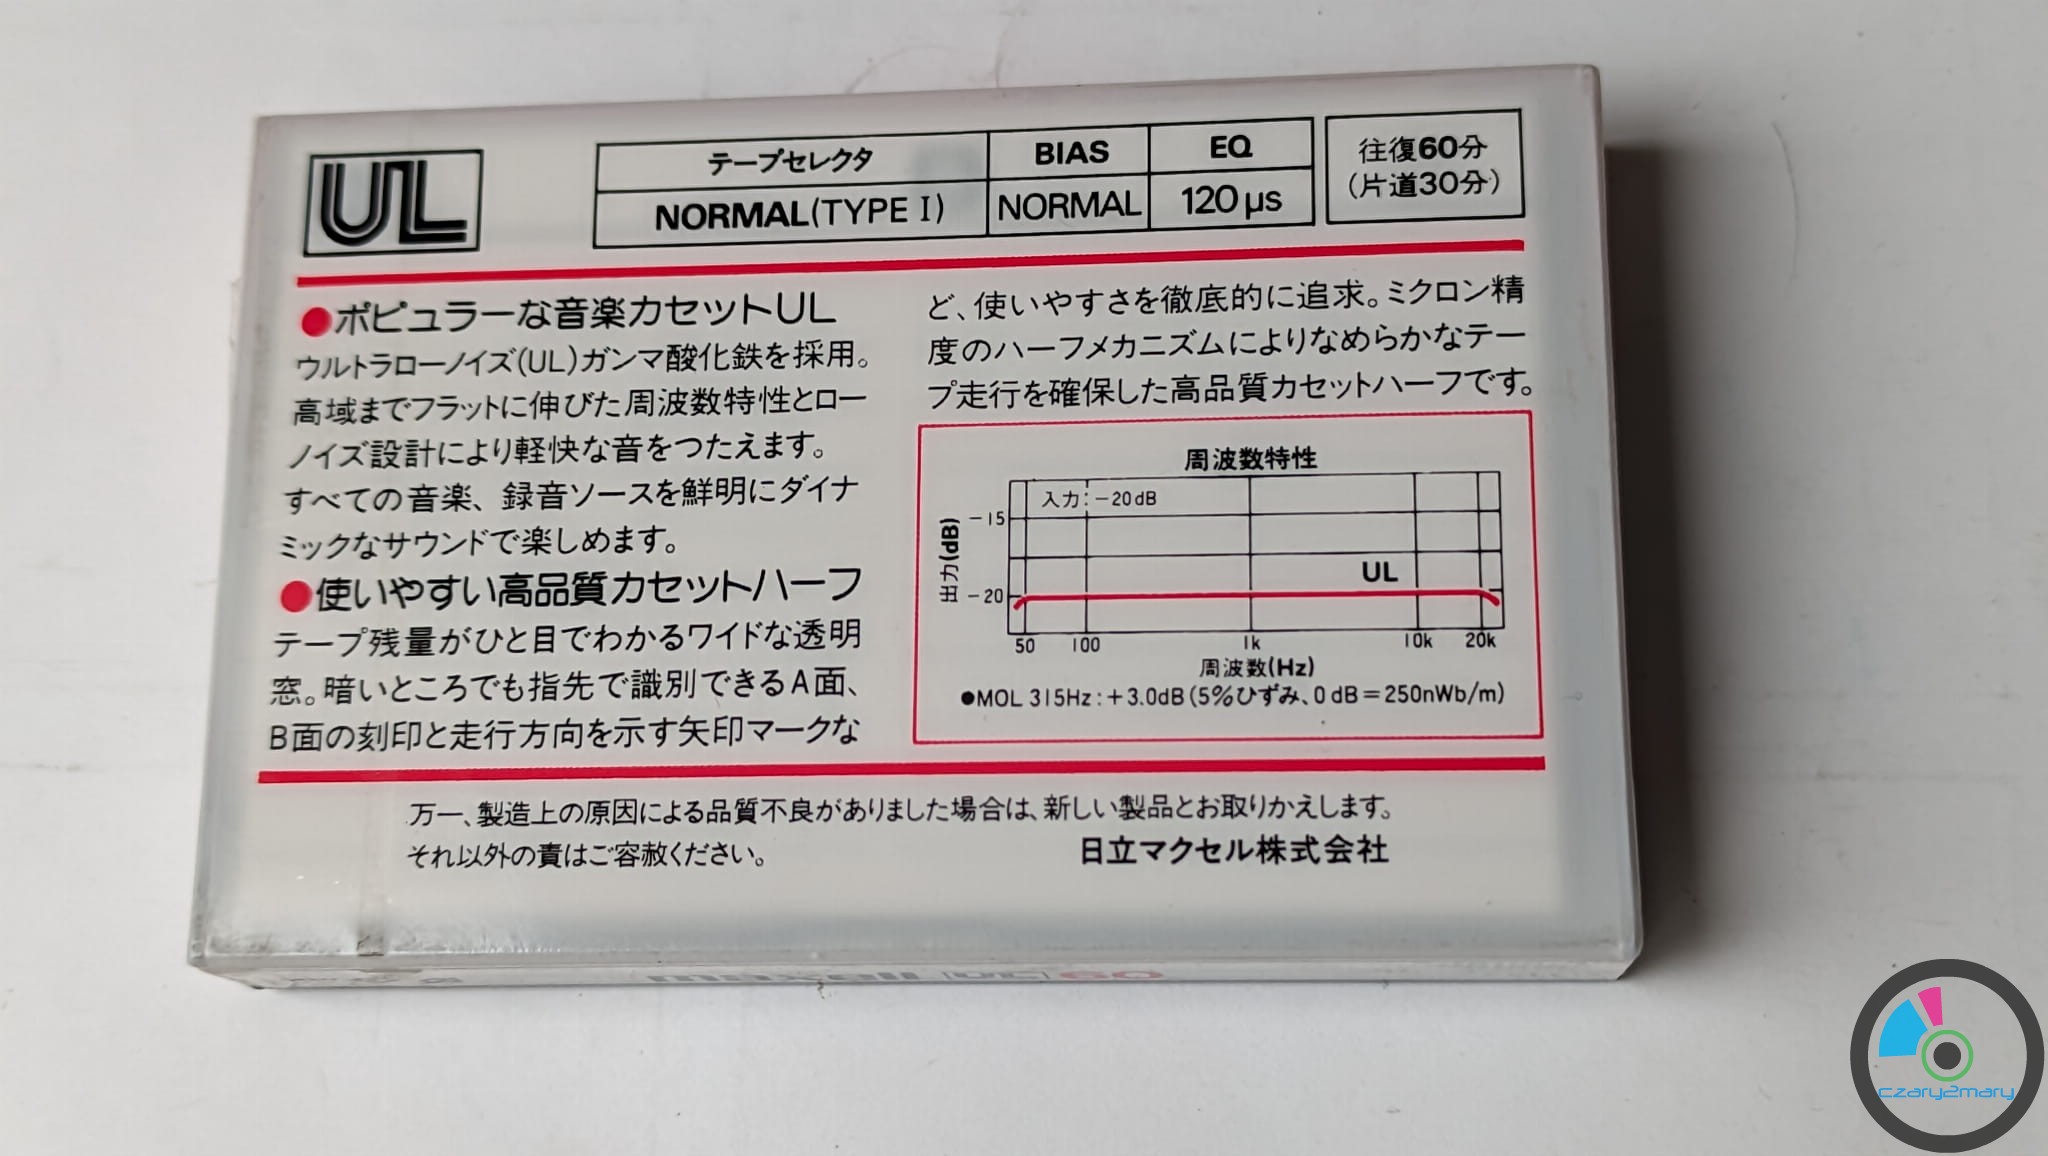 UL
テープセレクタ BIAS EQ
NORMAL(TYPE I) NORMAL 120μs
往復60分
(片道30分)
●ポピュラーな音楽カセットUL
ウルトラローノイズ(UL)ガンマ酸化鉄を採用。
高域までフラットに伸びた周波数特性とロー
ノイズ設計により軽快な音をつたえます。
すべての音楽、録音ソースを鮮明にダイナ
ミックなサウンドで楽しめます。
●使いやすい高品質カセットハーフ
テープ残量がひと目でわかるワイドな透明
窓。暗いところでも指先で識別できるA面、
B面の刻印と走行方向を示す矢印マークな
ど、使いやすさを徹底的に追求。ミクロン精
度のハーフメカニズムによりなめらかなテー
プ走行を確保した高品質カセットハーフです。
周波数特性
入力:-20dB
出力(dB)
-15
UL
-20
50 100 1k 10k 20k
周波数(Hz)
●MOL 315Hz:+3.0dB(5%ひずみ、0dB=250nWb/m)
万一、製造上の原因による品質不良がありました場合は、新しい製品とお取りかえします。
それ以外の責はご容赦ください。
日立マクセル株式会社
maxell UL 60
czary2mary